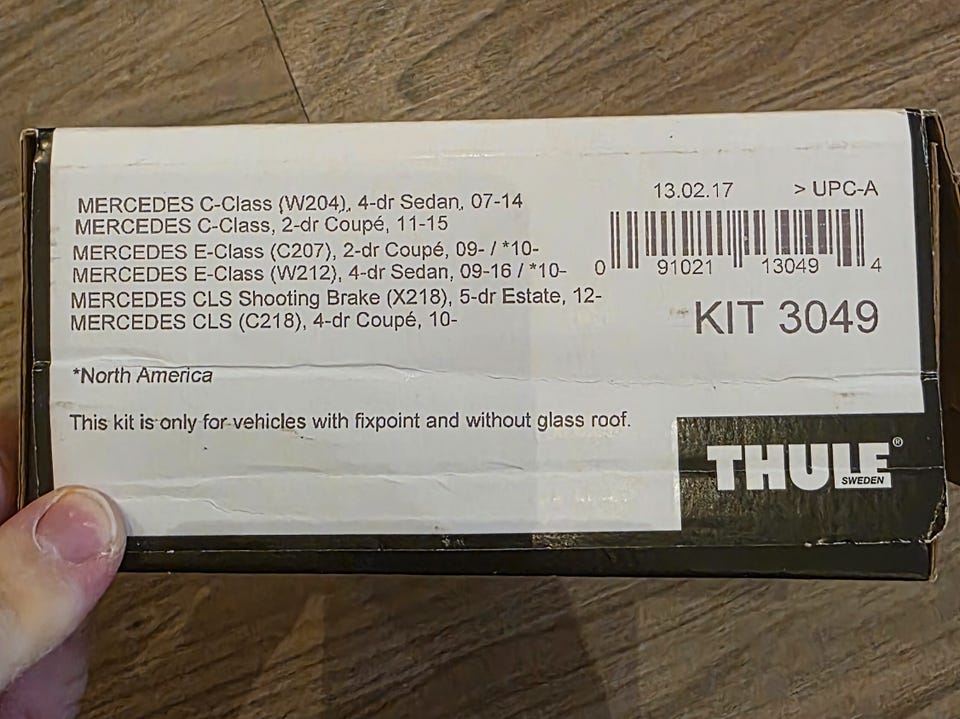 MERCEDES C-Class (W204), 4-dr Sedan, 07-14
MERCEDES C-Class, 2-dr Coupé, 11-15
MERCEDES E-Class (C207), 2-dr Coupé, 09- / *10-
MERCEDES E-Class (W212), 4-dr Sedan, 09-16 / *10-
MERCEDES CLS Shooting Brake (X218), 5-dr Estate, 12-
MERCEDES CLS (C218), 4-dr Coupé, 10-
*North America
This kit is only for vehicles with fixpoint and without glass roof.
13.02.17 > UPC-A
0 91021 13049 4
KIT 3049
THULE®
SWEDEN